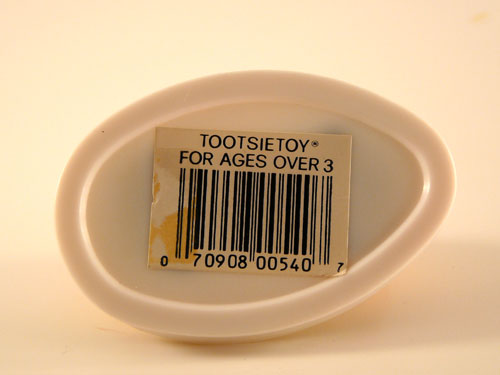 TOOTSIETOY®
FOR AGES OVER 3
0 70908 00540 7